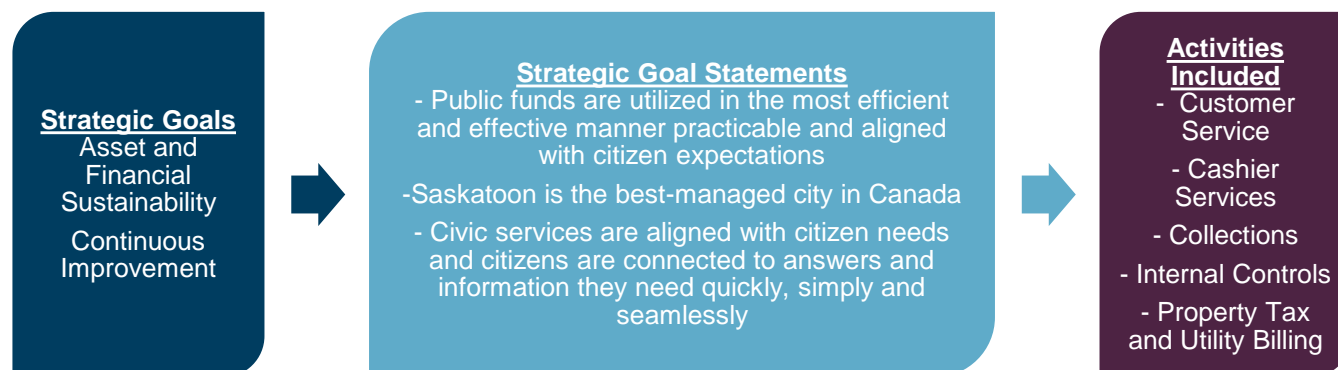 Strategic Goals
Asset and
Financial
Sustainability
Continuous
Improvement
Strategic Goal Statements
- Public funds are utilized in the most efficient
and effective manner practicable and aligned
with citizen expectations
-Saskatoon is the best-managed city in Canada
- Civic services are aligned with citizen needs
and citizens are connected to answers and
information they need quickly, simply and
seamlessly
Activities
Included
- Customer
Service
- Cashier
Services
- Collections
- Internal Controls
- Property Tax
and Utility Billing